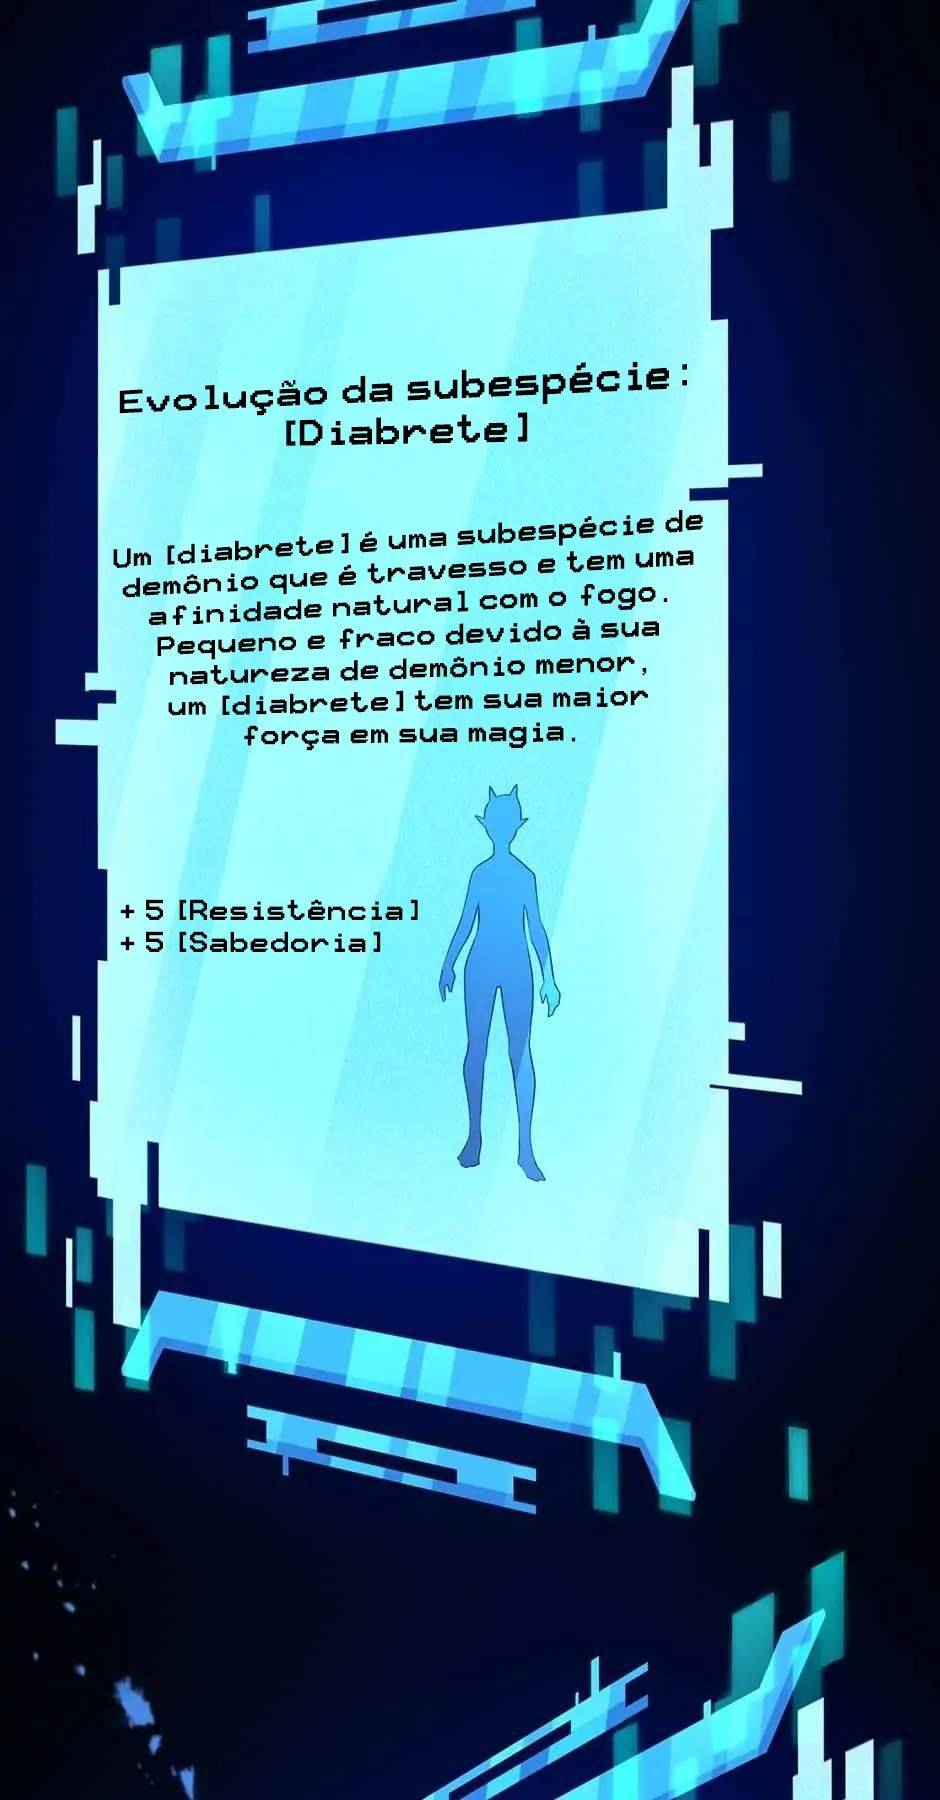 Evolução da subespécie:
[Diabrete]
Um [diabrete] é uma subespécie de
demônio que é travesso e tem uma
afinidade natural com o fogo.
Pequeno e fraco devido à sua
natureza de demônio menor,
um [diabrete] tem sua maior
força em sua magia.
+ 5 [Resistência]
+ 5 [Sabedoria]